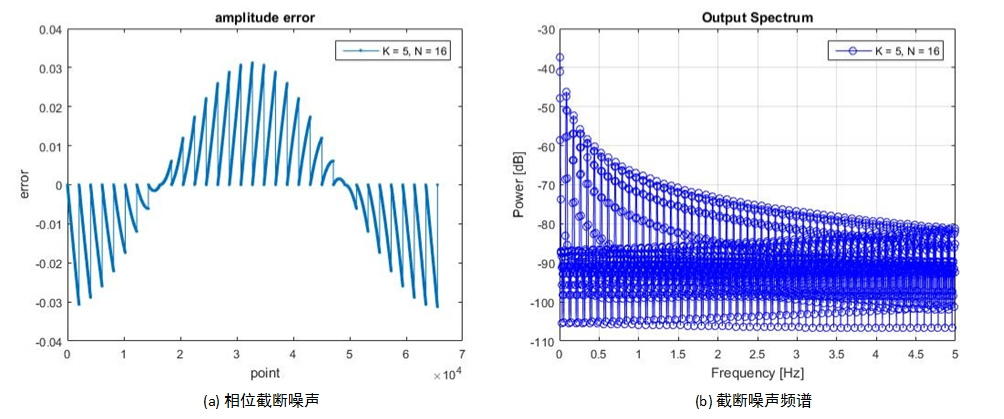 amplitude error
0.04
0.03
0.02
0.01
0
-0.01
-0.02
-0.03
-0.04
error
K = 5, N = 16
0 1 2 3 4 5 6 7
point
×10^4
(a) 相位截断噪声
Output Spectrum
-30
-40
-50
-60
-70
-80
-90
-100
-110
Power [dB]
K = 5, N = 16
0 0.5 1 1.5 2 2.5 3 3.5 4 4.5 5
Frequency [Hz]
(b) 截断噪声频谱